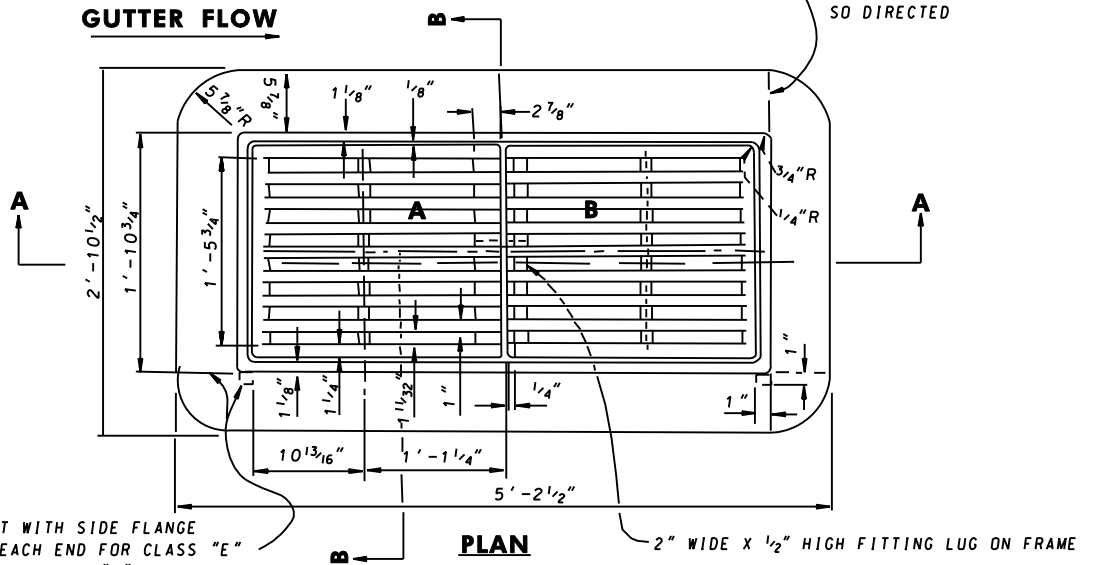 GUTTER FLOW
B
SO DIRECTED
5 7/8" R
5 7/8"
1 1/8"
1/8"
2 7/8"
3/4" R
1/4" R
A
A
B
A
2'-10 1/2"
1'-10 3/4"
1'-5 3/4"
1"
1 1/8"
1 1/4"
1 11/32"
1"
1/4"
1"
10 13/16"
1'-1 1/4"
5'-2 1/2"
T WITH SIDE FLANGE
EACH END FOR CLASS "E"
B
PLAN
2" WIDE X 1/2" HIGH FITTING LUG ON FRAME